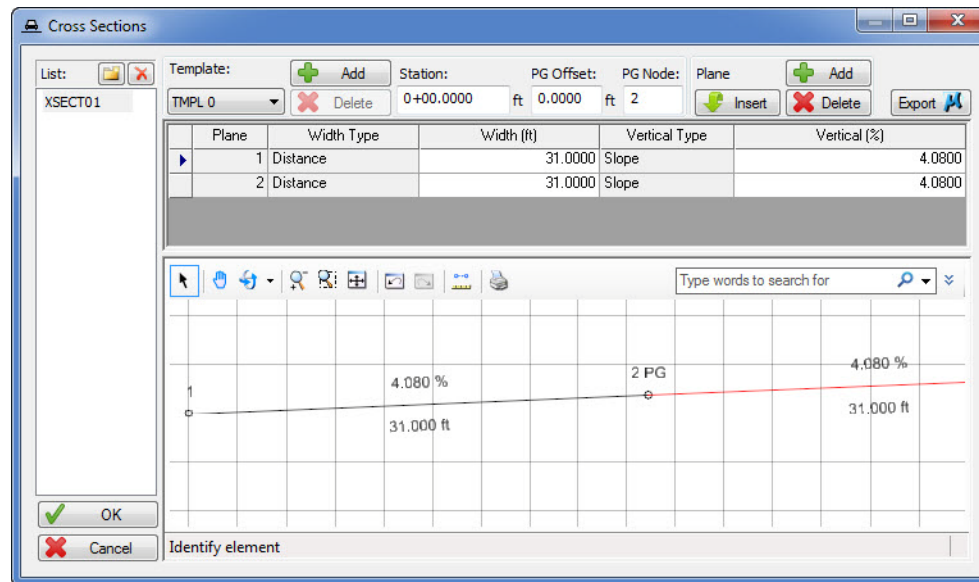 Cross Sections
List:
XSECT01
Template:
TMPL 0
Add
Delete
Station:
0+00.0000 ft
PG Offset:
0.0000 ft
PG Node:
2
Plane
Insert
Add
Delete
Export
Plane Width Type Width (ft) Vertical Type Vertical (%)
1 Distance 31.0000 Slope 4.0800
2 Distance 31.0000 Slope 4.0800
Type words to search for
1
4.080 %
31.000 ft
2 PG
4.080 %
31.000 ft
OK
Cancel
Identify element